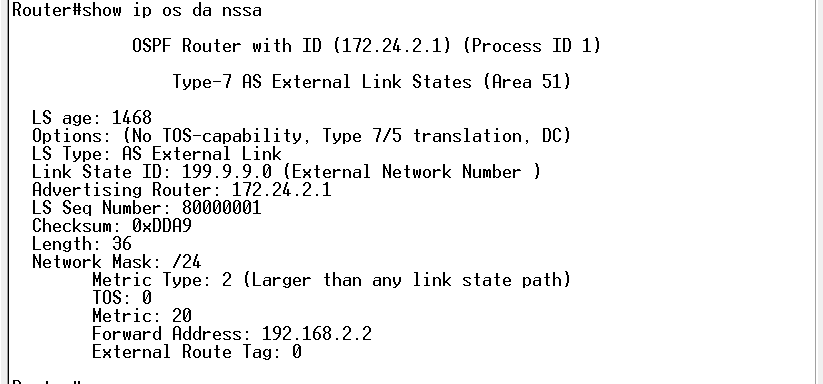 Router#show ip os da nssa
OSPF Router with ID (172.24.2.1) (Process ID 1)
Type-7 AS External Link States (Area 51)
LS age: 1468
Options: (No TOS-capability, Type 7/5 translation, DC)
LS Type: AS External Link
Link State ID: 199.9.9.0 (External Network Number )
Advertising Router: 172.24.2.1
LS Seq Number: 80000001
Checksum: 0xDDA9
Length: 36
Network Mask: /24
Metric Type: 2 (Larger than any link state path)
TOS: 0
Metric: 20
Forward Address: 192.168.2.2
External Route Tag: 0